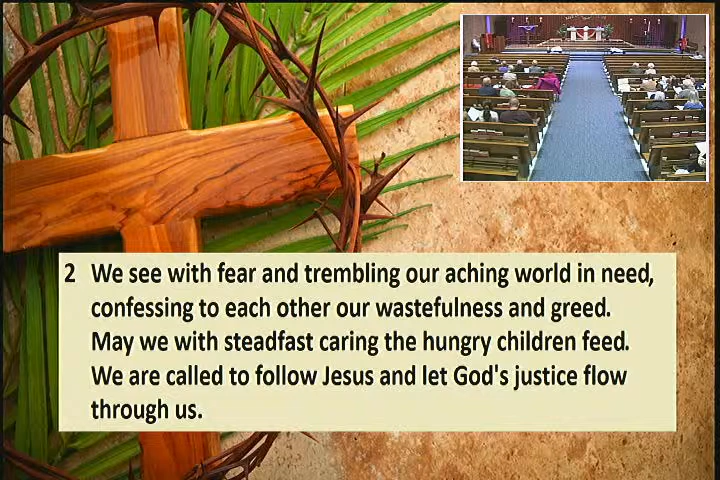 2 We see with fear and trembling our aching world in need,
confessing to each other our wastefulness and greed.
May we with steadfast caring the hungry children feed.
We are called to follow Jesus and let God's justice flow
through us.